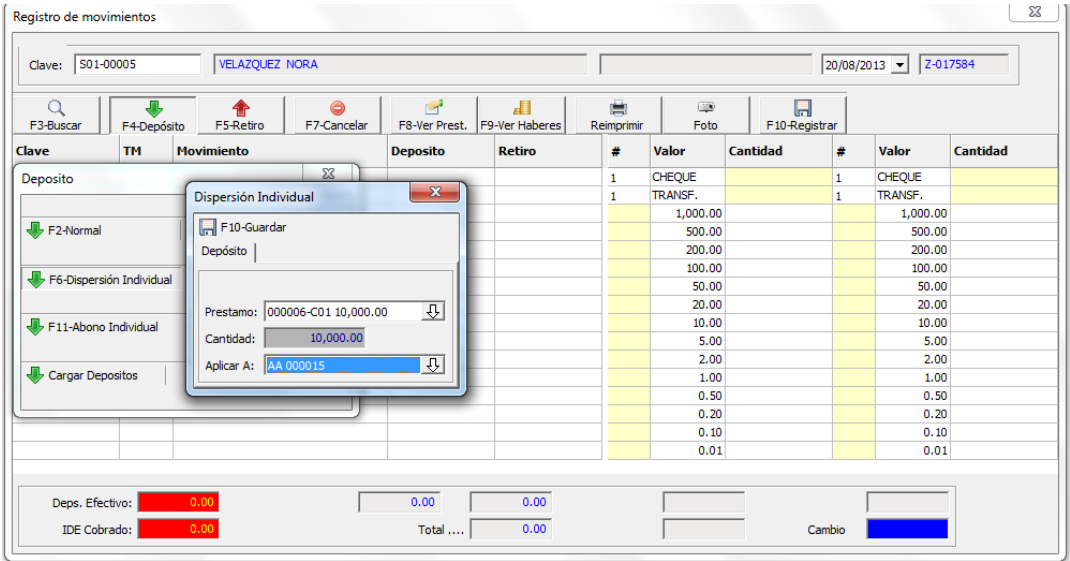 Registro de movimientos
Clave: S01-00005 VELAZQUEZ NORA 20/08/2013 Z-017584
F3-Buscar F4-Depósito F5-Retiro F7-Cancelar F8-Ver Prest. F9-Ver Haberes Reimprimir Foto F10-Registrar
Clave TM Movimiento Deposito Retiro # Valor Cantidad # Valor Cantidad
Deposito
F2-Normal
F6-Dispersión Individual
F11-Abono Individual
Cargar Depositos
Dispersión Individual
F10-Guardar
Depósito
Prestamo: 000006-C01 10,000.00
Cantidad: 10,000.00
Aplicar A: AA 000015
1 CHEQUE 1 CHEQUE
1 TRANSF. 1 TRANSF.
1,000.00 1,000.00
500.00 500.00
200.00 200.00
100.00 100.00
50.00 50.00
20.00 20.00
10.00 10.00
5.00 5.00
2.00 2.00
1.00 1.00
0.50 0.50
0.20 0.20
0.10 0.10
0.01 0.01
Deps. Efectivo: 0.00 0.00 0.00
IDE Cobrado: 0.00 Total .... 0.00 Cambio